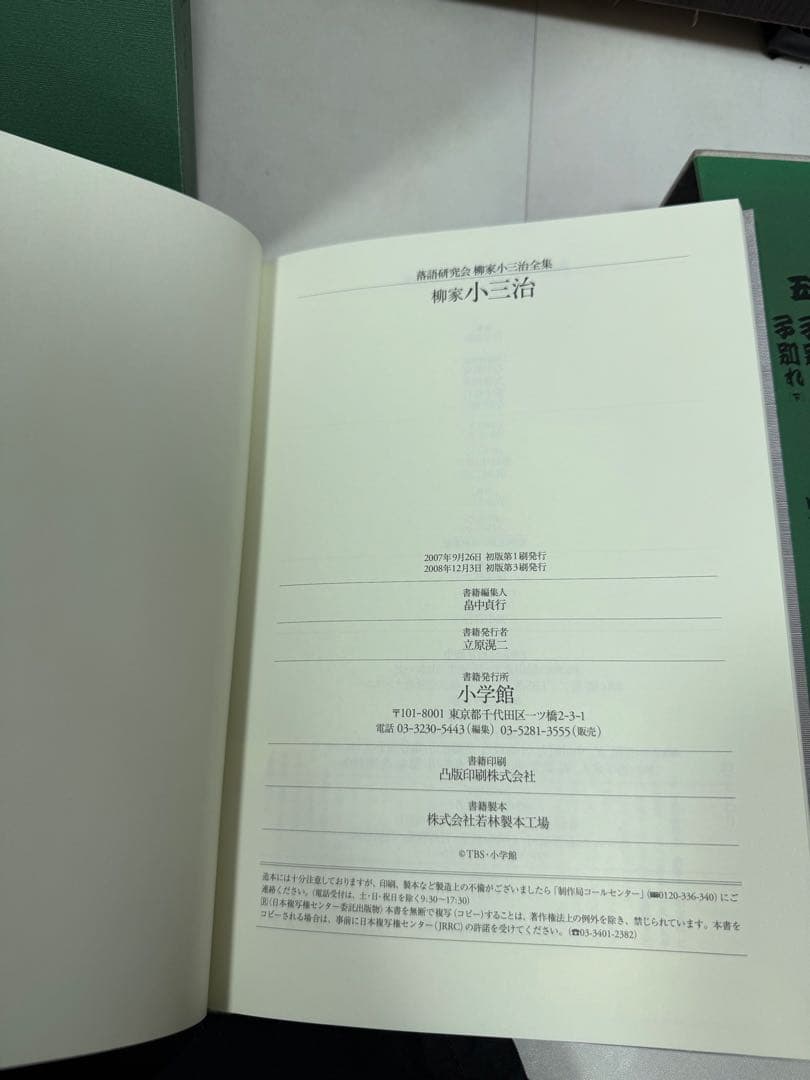 落語研究会 柳家小三治全集
柳家小三治
2007年9月26日 初版第1刷発行
2008年12月3日 初版第3刷発行
書籍編集人
畠中貞行
書籍発行者
立原滉二
書籍発行所
小学館
〒101-8001 東京都千代田区一ツ橋2-3-1
電話 03-3230-5443(編集) 03-5281-3555(販売)
書籍印刷
凸版印刷株式会社
書籍製本
株式会社若林製本工場
©TBS・小学館
造本には十分注意しておりますが、印刷、製本など製造上の不備がございましたら「制作局コールセンター」(0120-336-340)にご
連絡ください。(電話受付は、土・日・祝日を除く9:30〜17:30)
Ⓡ〈日本複写権センター委託出版物〉本書を無断で複写(コピー)することは、著作権法上の例外を除き、禁じられています。本書を
コピーされる場合は、事前に日本複写権センター(JRRC)の許諾を受けてください。(☎03-3401-2382)
子別れ